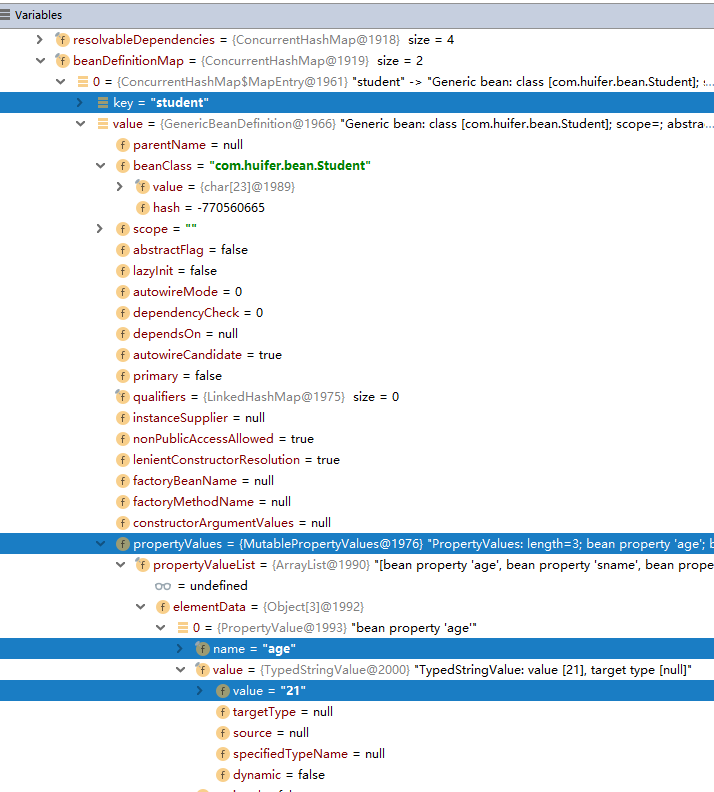 Variables
resolvableDependencies = {ConcurrentHashMap@1918} size = 4
beanDefinitionMap = {ConcurrentHashMap@1919} size = 2
0 = {ConcurrentHashMap$MapEntry@1961} "student" -> "Generic bean: class [com.huifer.bean.Student]; s...
key = "student"
value = {GenericBeanDefinition@1966} "Generic bean: class [com.huifer.bean.Student]; scope=; abstra...
parentName = null
beanClass = "com.huifer.bean.Student"
value = {char[23]@1989}
hash = -770560665
scope = ""
abstractFlag = false
lazyInit = false
autowireMode = 0
dependencyCheck = 0
dependsOn = null
autowireCandidate = true
primary = false
qualifiers = {LinkedHashMap@1975} size = 0
instanceSupplier = null
nonPublicAccessAllowed = true
lenientConstructorResolution = true
factoryBeanName = null
factoryMethodName = null
constructorArgumentValues = null
propertyValues = {MutablePropertyValues@1976} "PropertyValues: length=3; bean property 'age'; b
propertyValueList = {ArrayList@1990} "[bean property 'age', bean property 'sname', bean prope
= undefined
elementData = {Object[3]@1992}
0 = {PropertyValue@1993} "bean property 'age'"
name = "age"
value = {TypedStringValue@2000} "TypedStringValue: value [21], target type [null]"
value = "21"
targetType = null
source = null
specifiedTypeName = null
dynamic = false